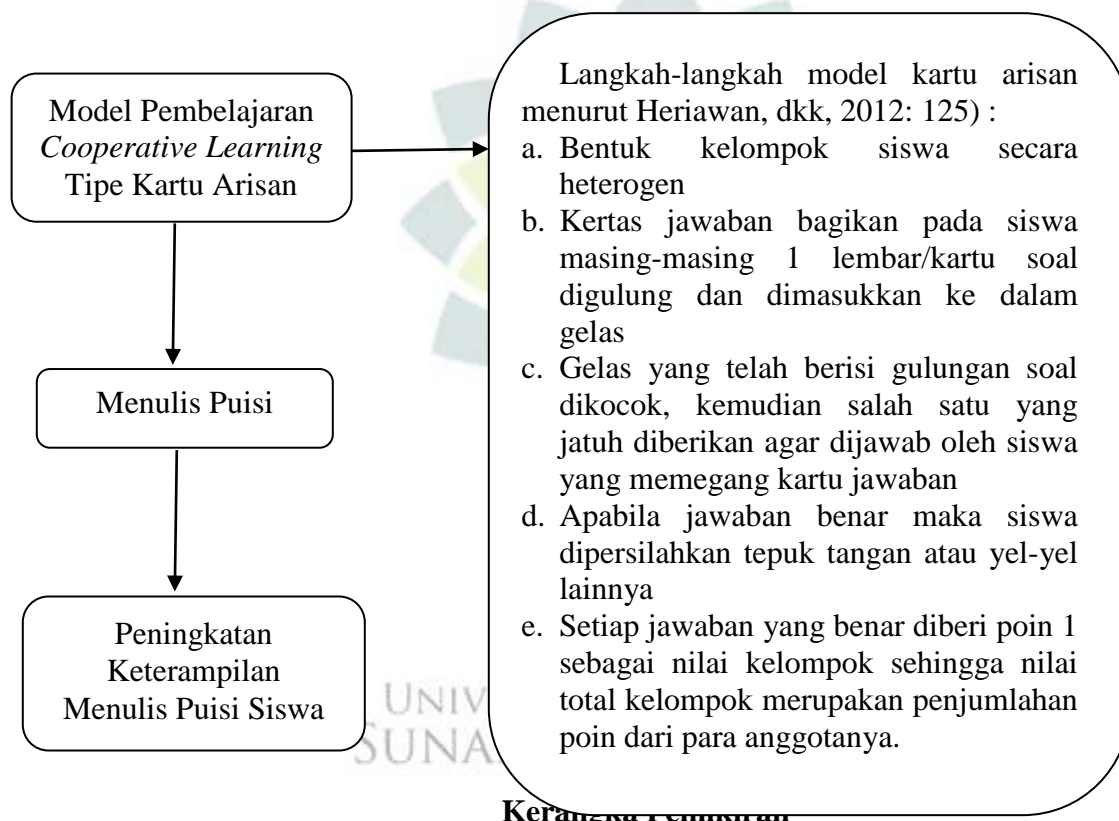 Model Pembelajaran
Cooperative Learning
Tipe Kartu Arisan
Menulis Puisi
Peningkatan
Keterampilan
Menulis Puisi Siswa
Langkah-langkah model kartu arisan
menurut Heriawan, dkk, 2012: 125) :
a. Bentuk kelompok siswa secara
heterogen
b. Kertas jawaban bagikan pada siswa
masing-masing 1 lembar/kartu soal
digulung dan dimasukkan ke dalam
gelas
c. Gelas yang telah berisi gulungan soal
dikocok, kemudian salah satu yang
jatuh diberikan agar dijawab oleh siswa
yang memegang kartu jawaban
d. Apabila jawaban benar maka siswa
dipersilahkan tepuk tangan atau yel-yel
lainnya
e. Setiap jawaban yang benar diberi poin 1
sebagai nilai kelompok sehingga nilai
total kelompok merupakan penjumlahan
poin dari para anggotanya.
Kerangka Pemikiran